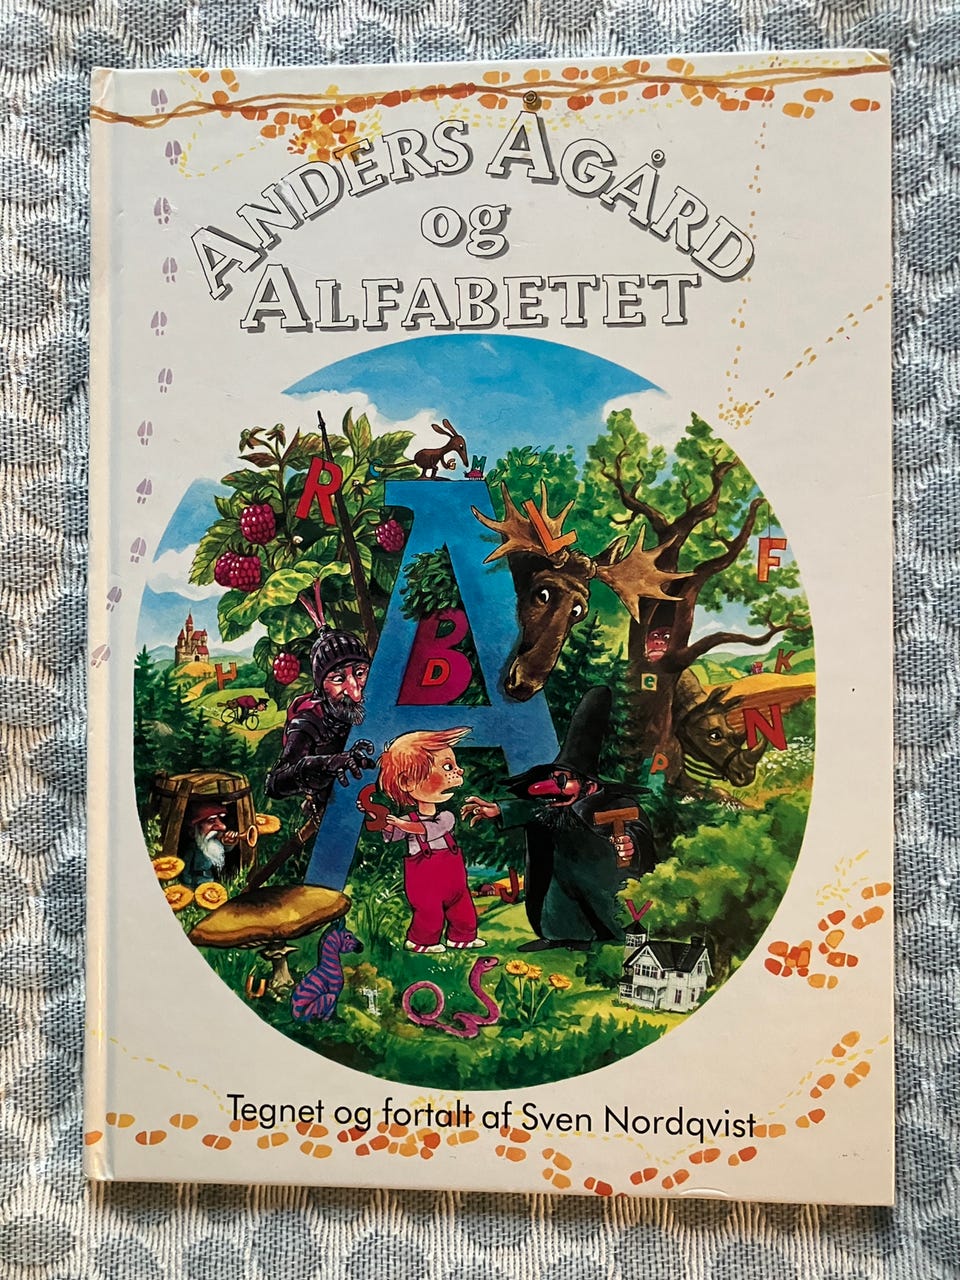 ANDERS ÅGÅRD
og
ALFABETET
R
C
G
M
L
F
B
D
H
e
K
N
P
S
T
J
V
U
Tegnet og fortalt af Sven Nordqvist